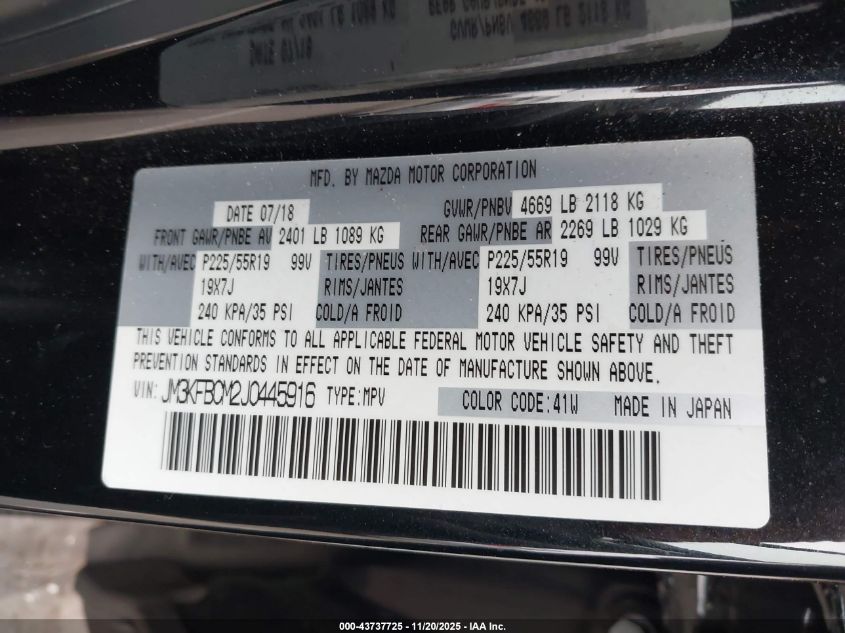 MFD. BY MAZDA MOTOR CORPORATION
DATE 07/18 GVWR/PNBV 4669 LB 2118 KG
FRONT GAWR/PNBE AV 2401 LB 1089 KG REAR GAWR/PNBE AR 2269 LB 1029 KG
WITH/AVEC P225/55R19 99V TIRES/PNEUS WITH/AVEC P225/55R19 99V TIRES/PNEUS
19X7J RIMS/JANTES 19X7J RIMS/JANTES
240 KPA/35 PSI COLD/A FROID 240 KPA/35 PSI COLD/A FROID
THIS VEHICLE CONFORMS TO ALL APPLICABLE FEDERAL MOTOR VEHICLE SAFETY AND THEFT
PREVENTION STANDARDS IN EFFECT ON THE DATE OF MANUFACTURE SHOWN ABOVE.
VIN: JM3KFBCM2J0445916 TYPE:MPV COLOR CODE:41W MADE IN JAPAN
000-43737725 - 11/20/2025 - IAA Inc.